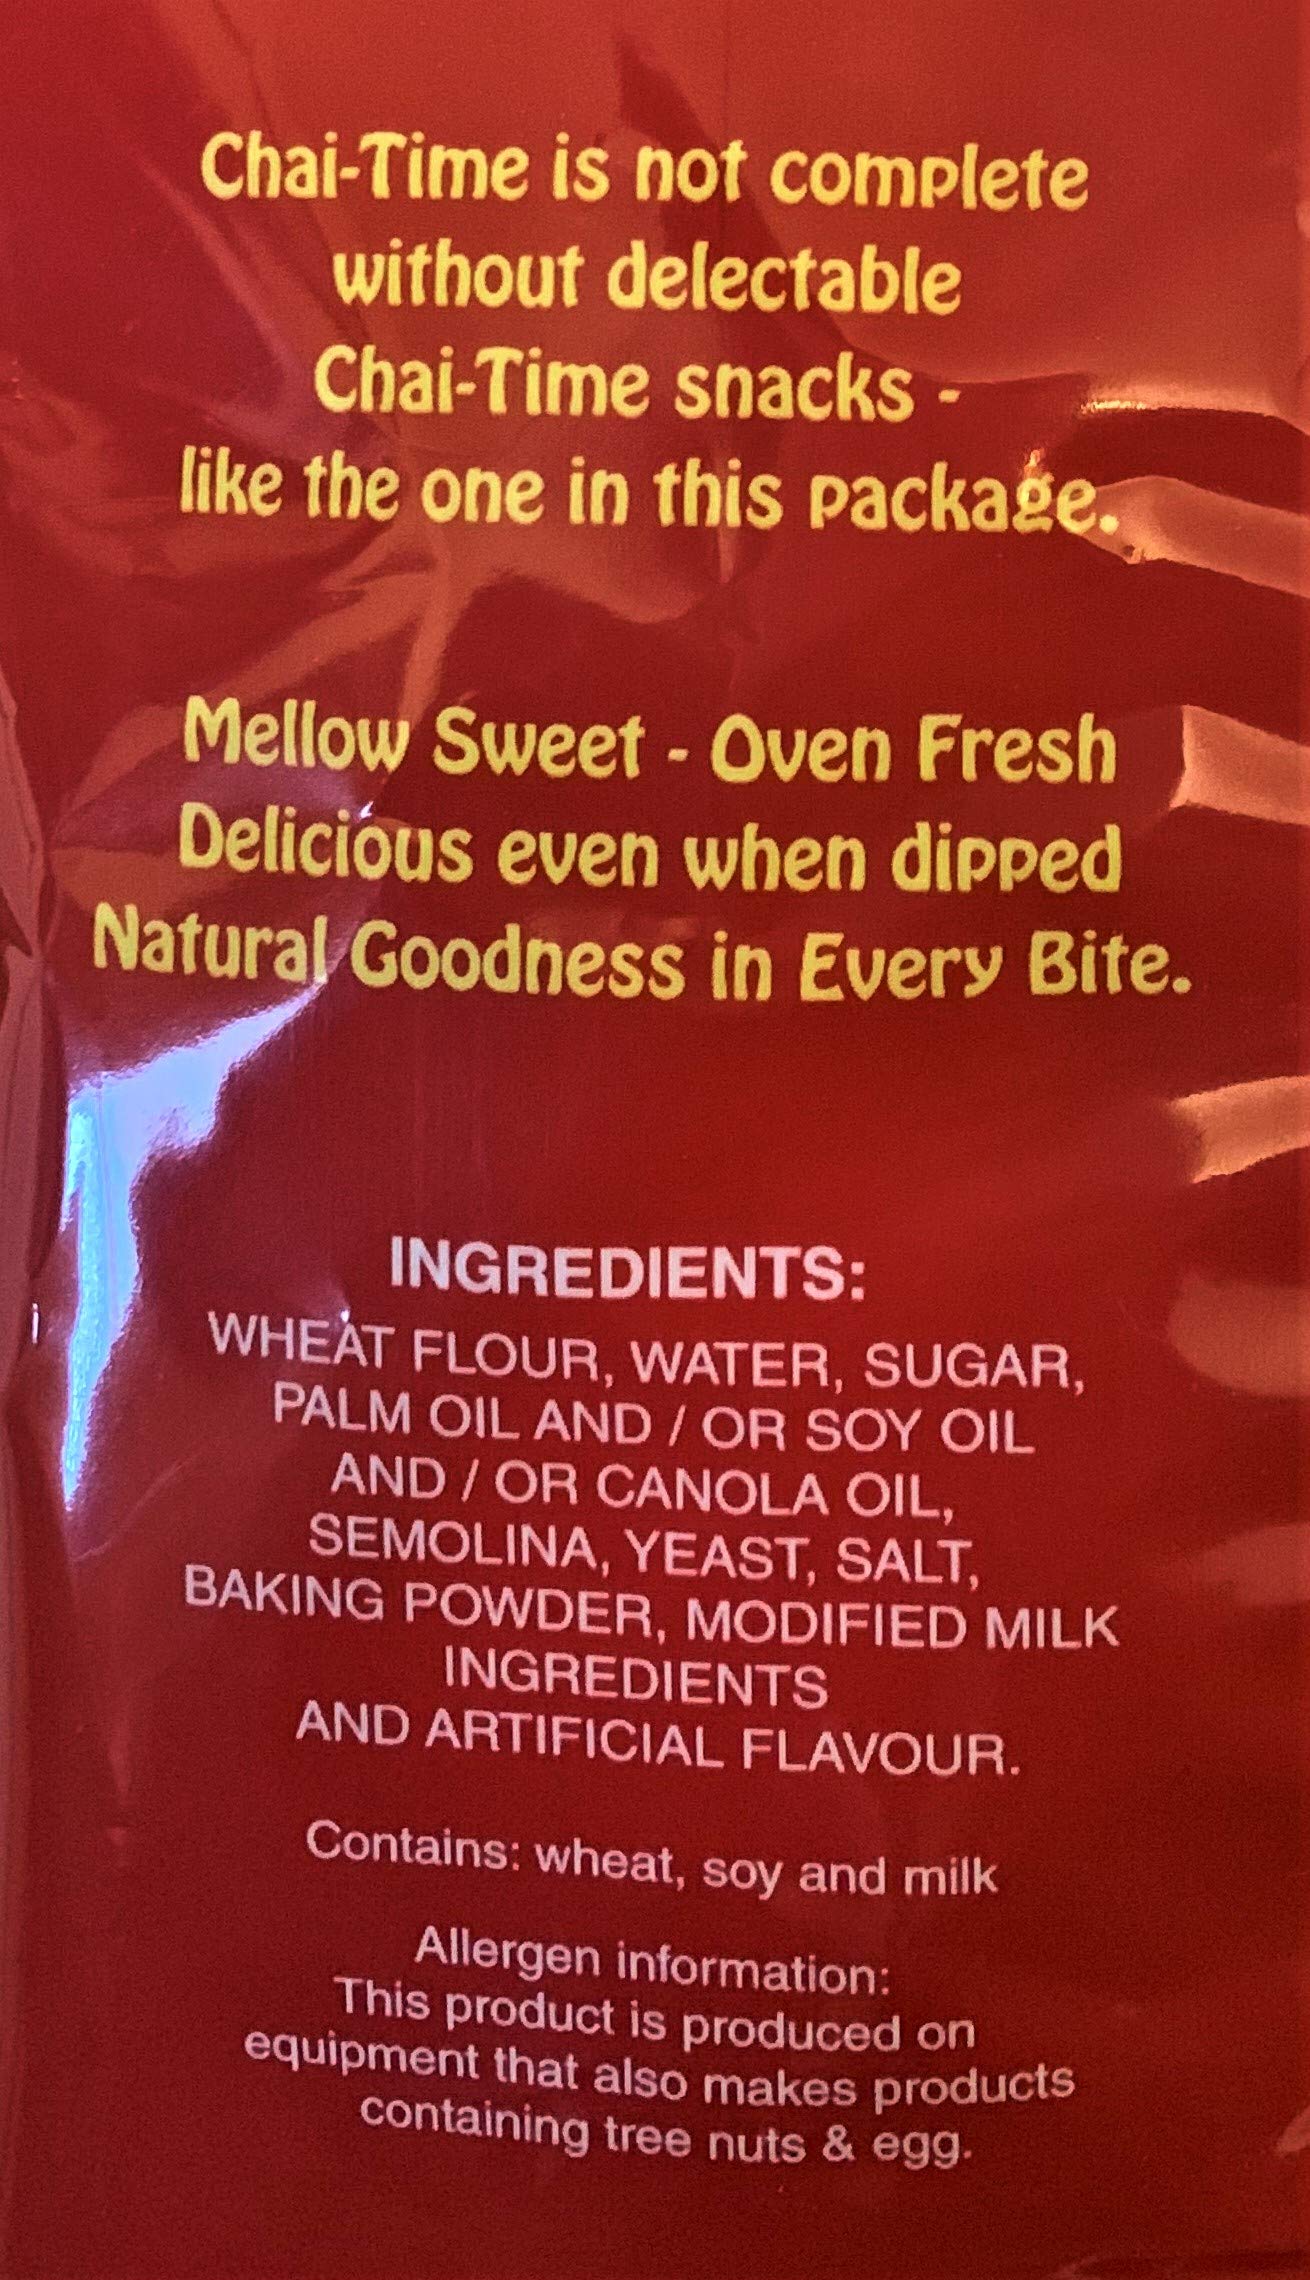 Chai-Time is not complete
without delectable
Chai-Time snacks -
like the one in this package.
Mellow Sweet - Oven Fresh
Delicious even when dipped
Natural Goodness in Every Bite.
INGREDIENTS:
WHEAT FLOUR, WATER, SUGAR,
PALM OIL AND / OR SOY OIL
AND / OR CANOLA OIL,
SEMOLINA, YEAST, SALT,
BAKING POWDER, MODIFIED MILK
INGREDIENTS
AND ARTIFICIAL FLAVOUR.
Contains: wheat, soy and milk
Allergen information:
This product is produced on
equipment that also makes products
containing tree nuts & egg.